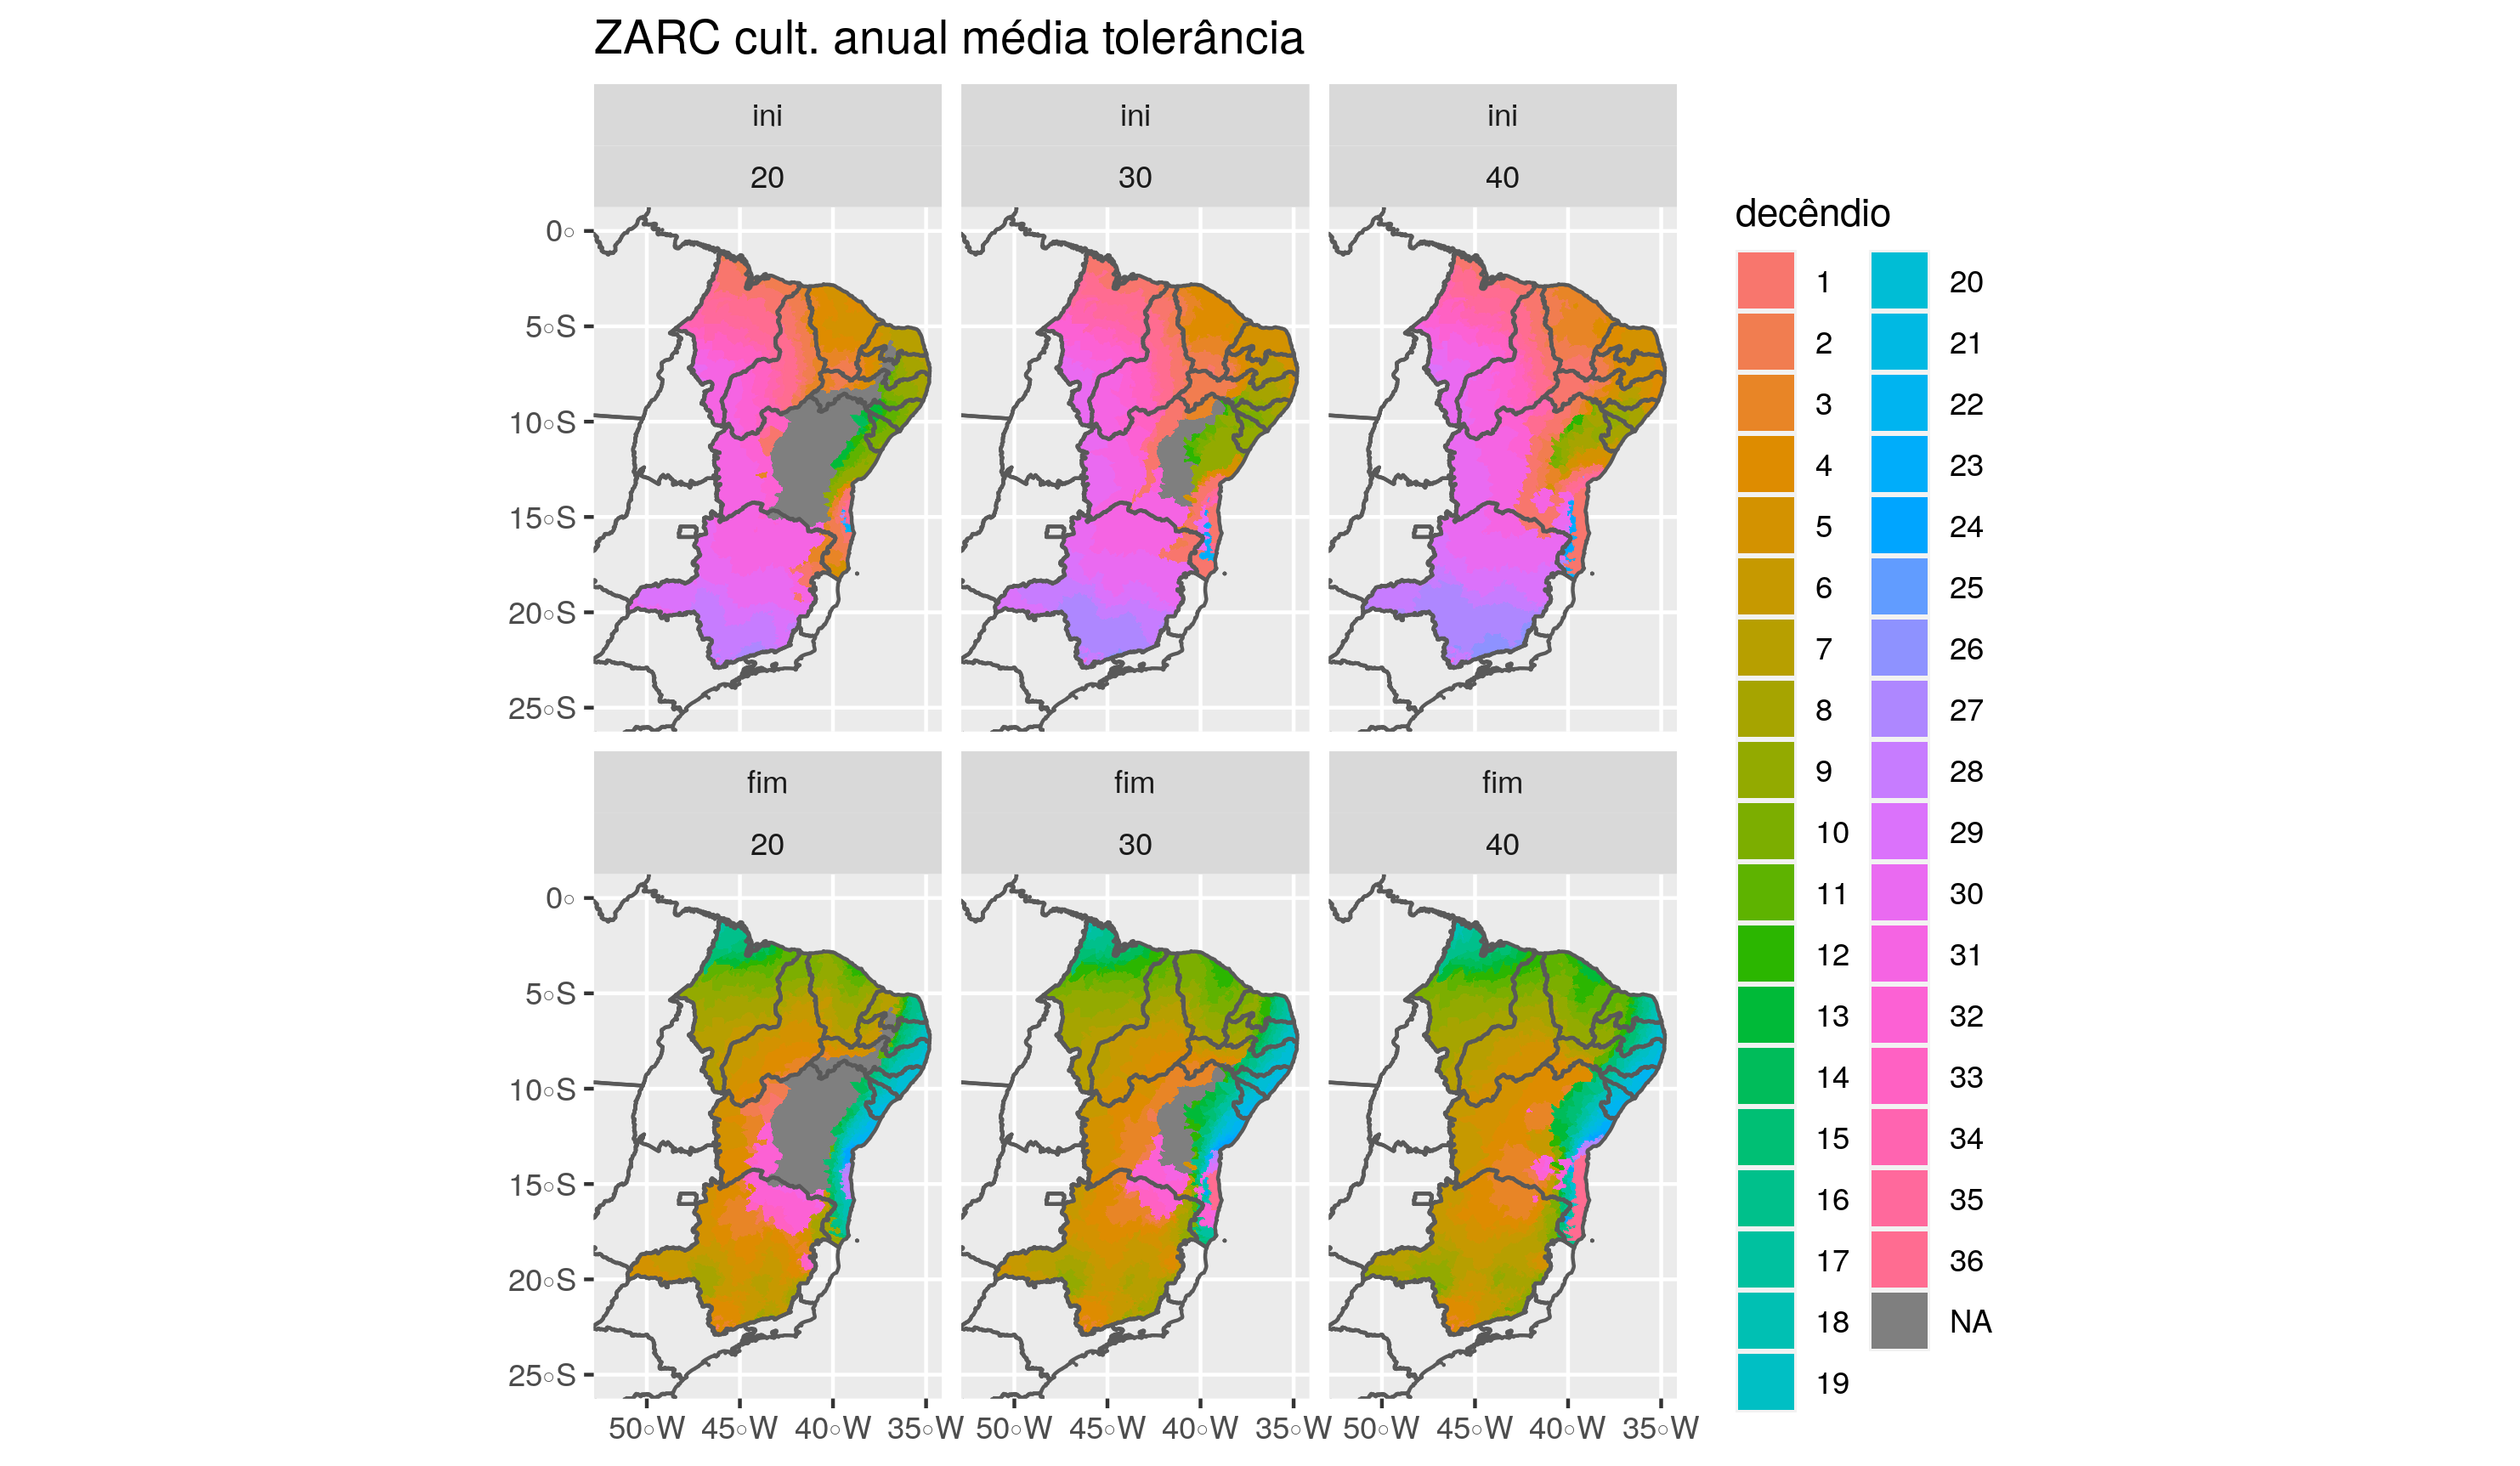 ZARC cult. anual média tolerância
ini ini ini
20 30 40
0°
5°S
10°S
15°S
20°S
25°S
fim fim fim
20 30 40
0°
5°S
10°S
15°S
20°S
25°S
50°W 45°W 40°W 35°W 50°W 45°W 40°W 35°W 50°W 45°W 40°W 35°W
decêndio
1 20
2 21
3 22
4 23
5 24
6 25
7 26
8 27
9 28
10 29
11 30
12 31
13 32
14 33
15 34
16 35
17 36
18 NA
19